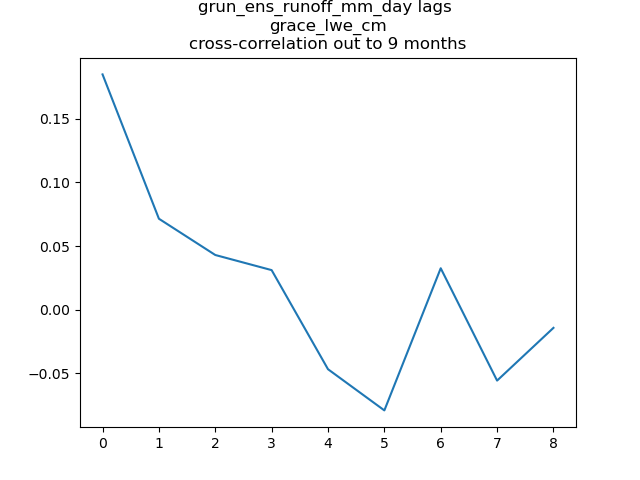 grun_ens_runoff_mm_day lags
grace_lwe_cm
cross-correlation out to 9 months
0.15
0.10
0.05
0.00
−0.05
0 1 2 3 4 5 6 7 8